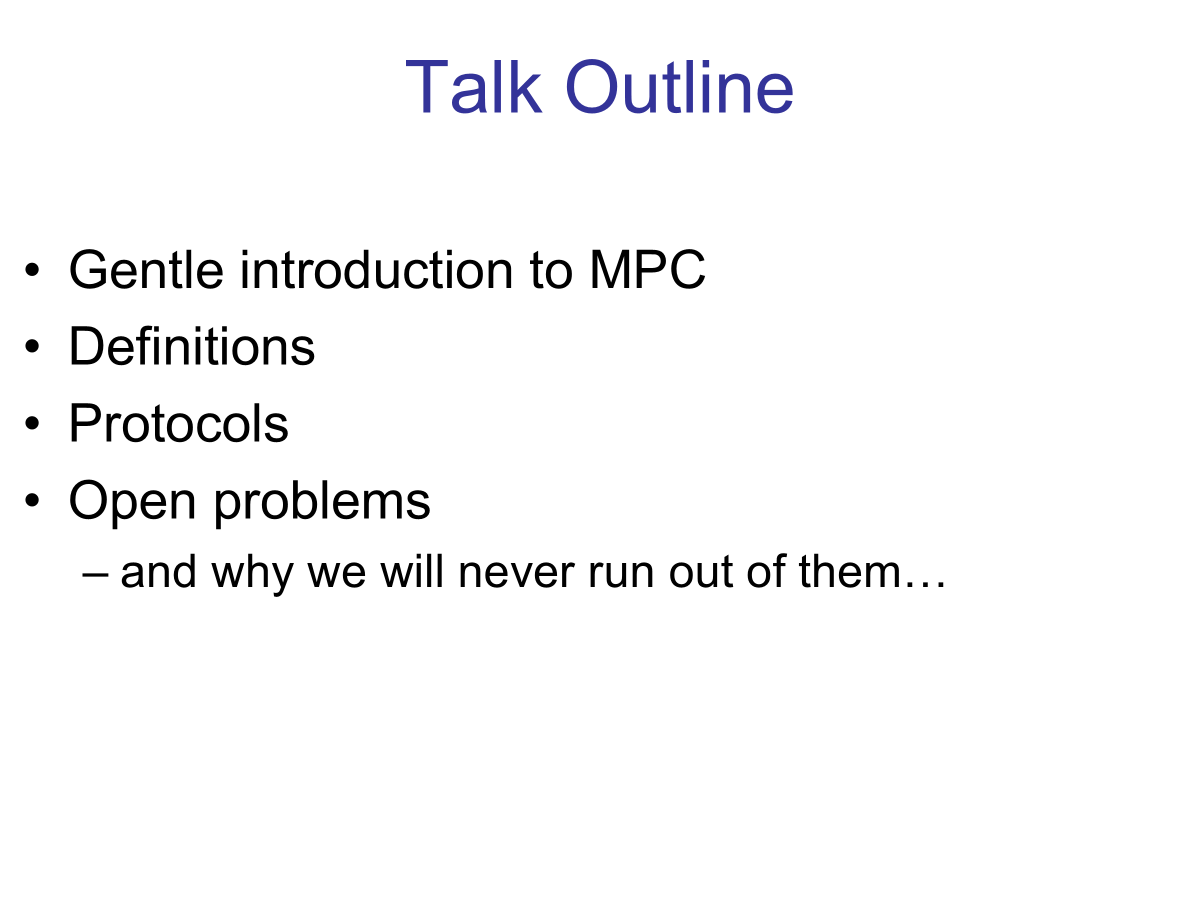 Talk Outline
• Gentle introduction to MPC
• Definitions
• Protocols
• Open problems
– and why we will never run out of them…